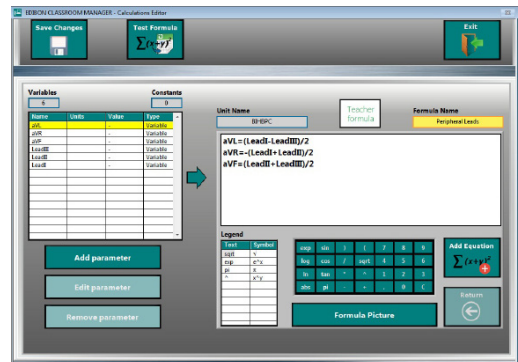 EDIBON CLASSROOM MANAGER - Calculations Editor
Save Changes
Test Formula
Σ(x+y)²
Exit
Variables
6
Constants
0
Name Units Value Type
aVL - Variable
aVR - Variable
aVF - Variable
LeadIII - Variable
LeadII - Variable
LeadI - Variable
Add parameter
Edit parameter
Remove parameter
Unit Name
BIHBPC
Teacher
formula
Formula Name
Peripheral Leads
aVL=(LeadI-LeadIII)/2
aVR=-(LeadI+LeadII)/2
aVF=(LeadII+LeadIII)/2
Legend
Text Symbol
sqrt √
exp e^x
pi
^ x^y
exp sin ( ) 7 8 9
log cos / sqrt 4 5 6
ln tan * ^ 1 2 3
abc pi - + . 0 C
Formula Picture
Add Equation
Σ(x+y)²
Return